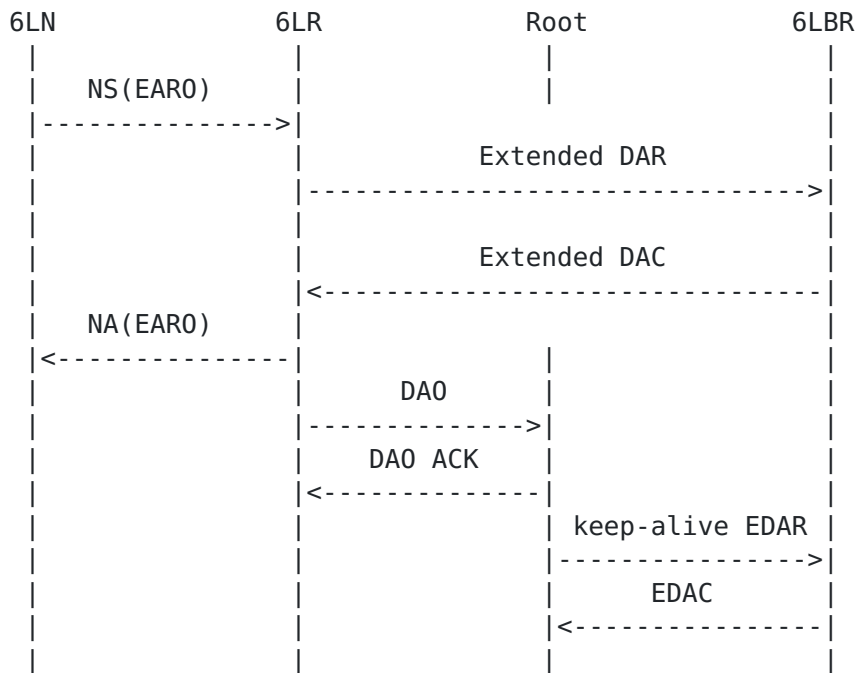 6LN 6LR Root 6LBR
NS(EARO)
Extended DAR
Extended DAC
NA(EARO)
DAO
DAO ACK
keep-alive EDAR
EDAC